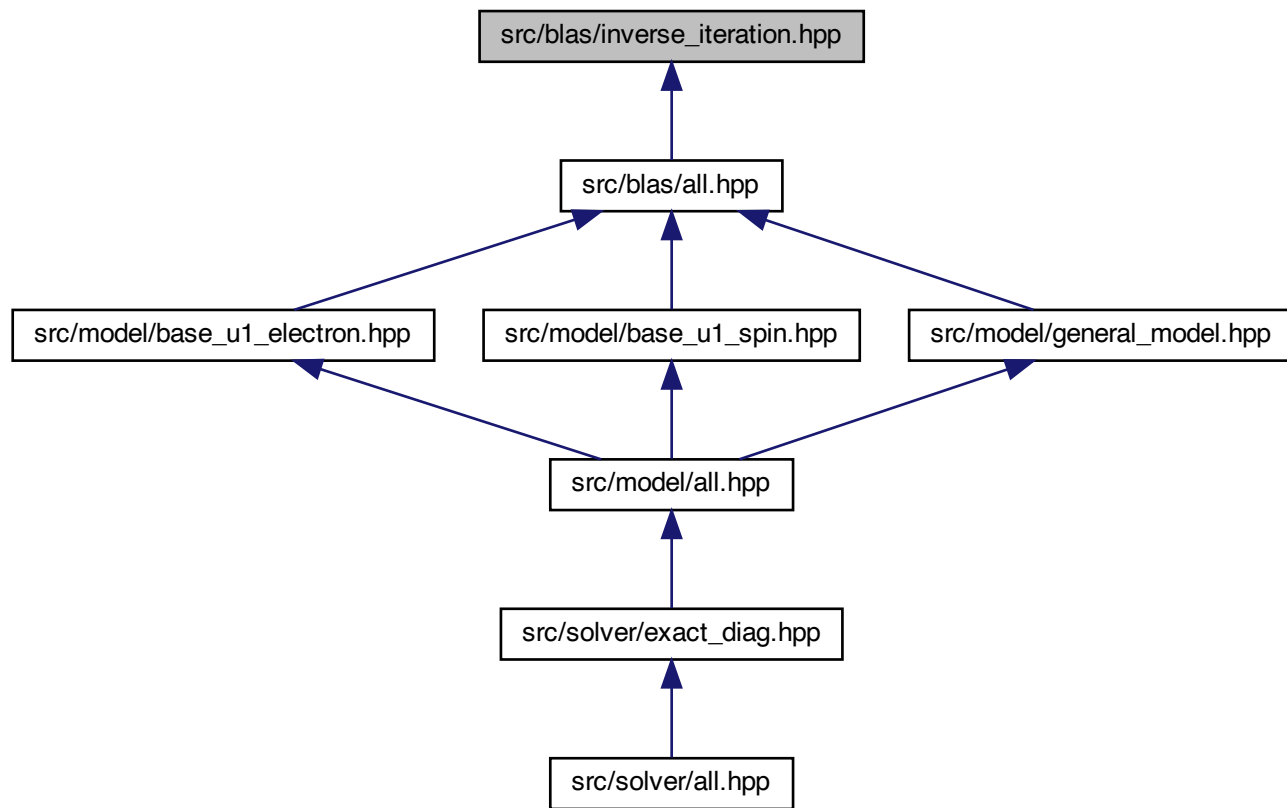 src/blas/inverse_iteration.hpp
src/blas/all.hpp
src/model/base_u1_electron.hpp
src/model/base_u1_spin.hpp
src/model/general_model.hpp
src/model/all.hpp
src/solver/exact_diag.hpp
src/solver/all.hpp